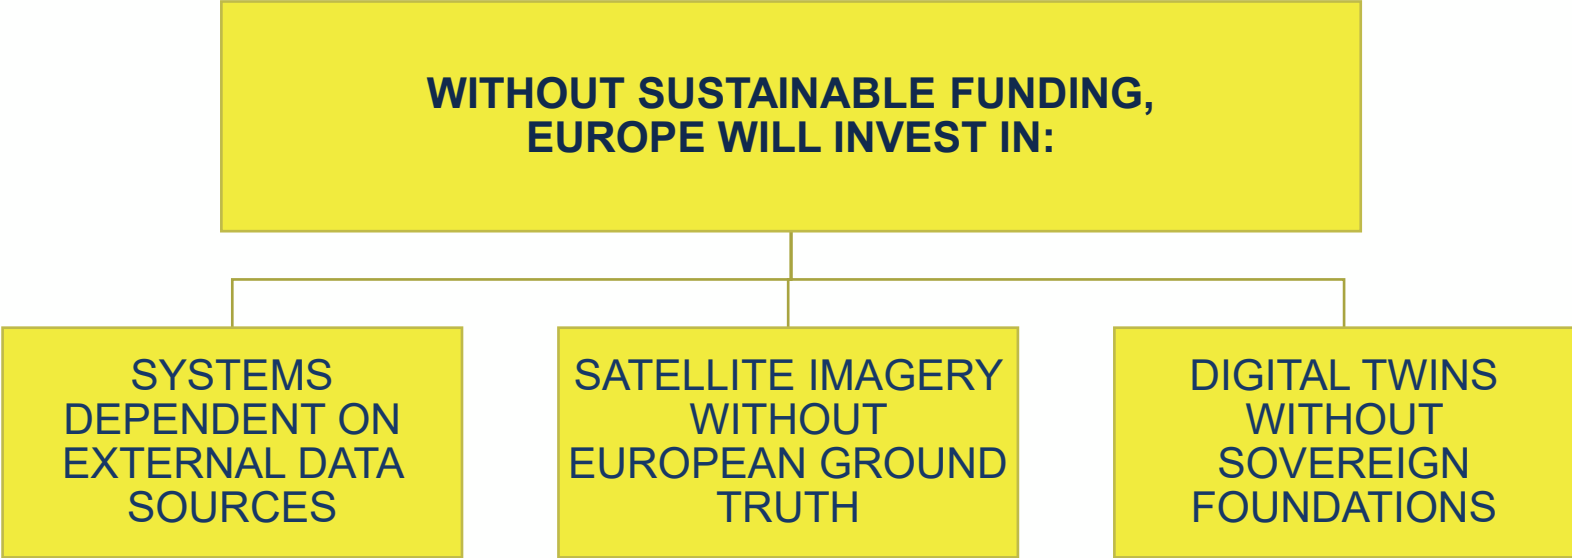 WITHOUT SUSTAINABLE FUNDING,
EUROPE WILL INVEST IN:
SYSTEMS
DEPENDENT ON
EXTERNAL DATA
SOURCES
SATELLITE IMAGERY
WITHOUT
EUROPEAN GROUND
TRUTH
DIGITAL TWINS
WITHOUT
SOVEREIGN
FOUNDATIONS